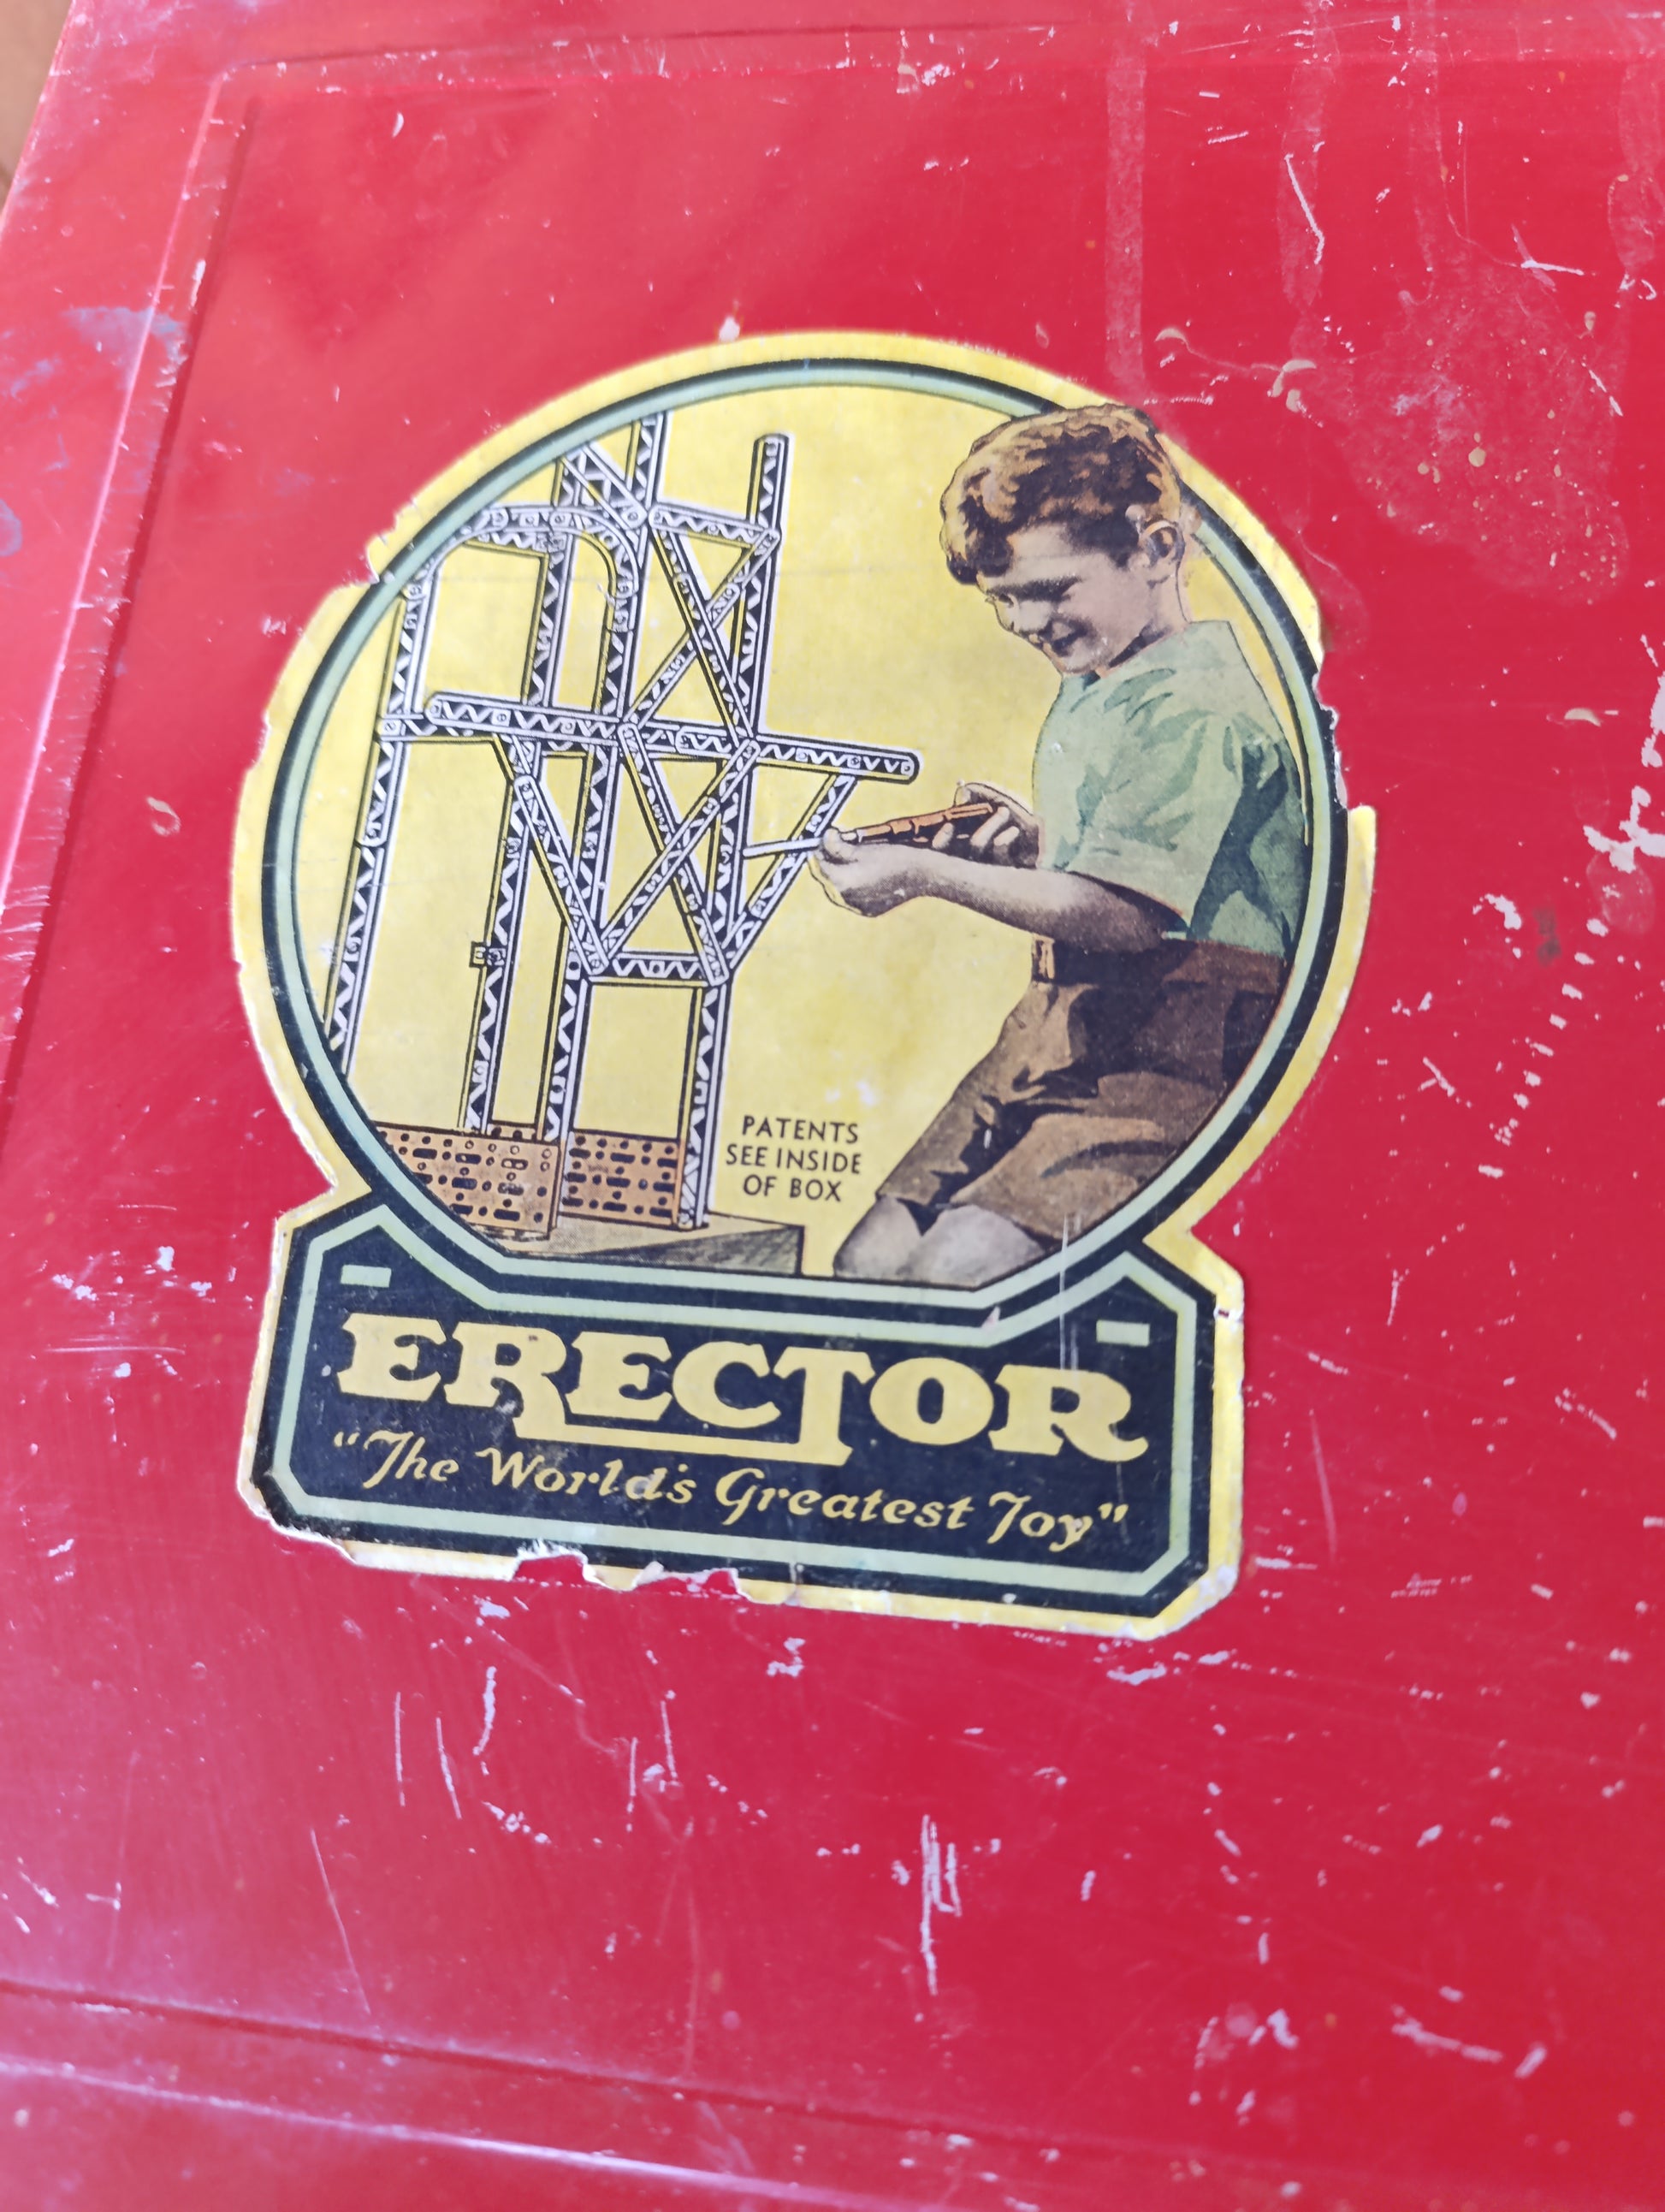 PATENTS
SEE INSIDE
OF BOX
ERECTOR
"The World's Greatest Toy"